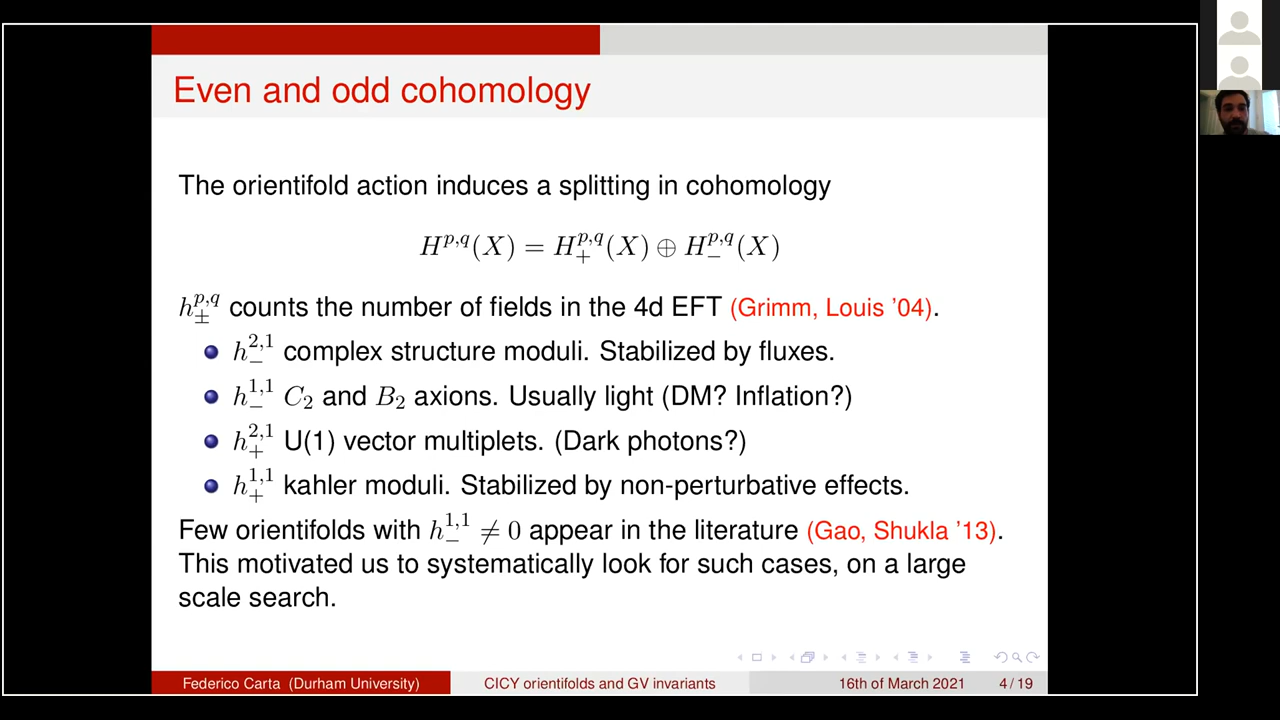 Even and odd cohomology
The orientifold action induces a splitting in cohomology
$H^{p,q}(X) = H^{p,q}_{+}(X) \oplus H^{p,q}_{-}(X)$
$h^{p,q}_{\pm}$ counts the number of fields in the 4d EFT (Grimm, Louis '04).
$h^{2,1}_{-}$ complex structure moduli. Stabilized by fluxes.
$h^{1,1}_{-}$ $C_2$ and $B_2$ axions. Usually light (DM? Inflation?)
$h^{2,1}_{+}$ U(1) vector multiplets. (Dark photons?)
$h^{1,1}_{+}$ kahler moduli. Stabilized by non-perturbative effects.
Few orientifolds with $h^{1,1}_{-} \neq 0$ appear in the literature (Gao, Shukla '13).
This motivated us to systematically look for such cases, on a large
scale search.
Federico Carta (Durham University) CICY orientifolds and GV invariants 16th of March 2021 4 / 19